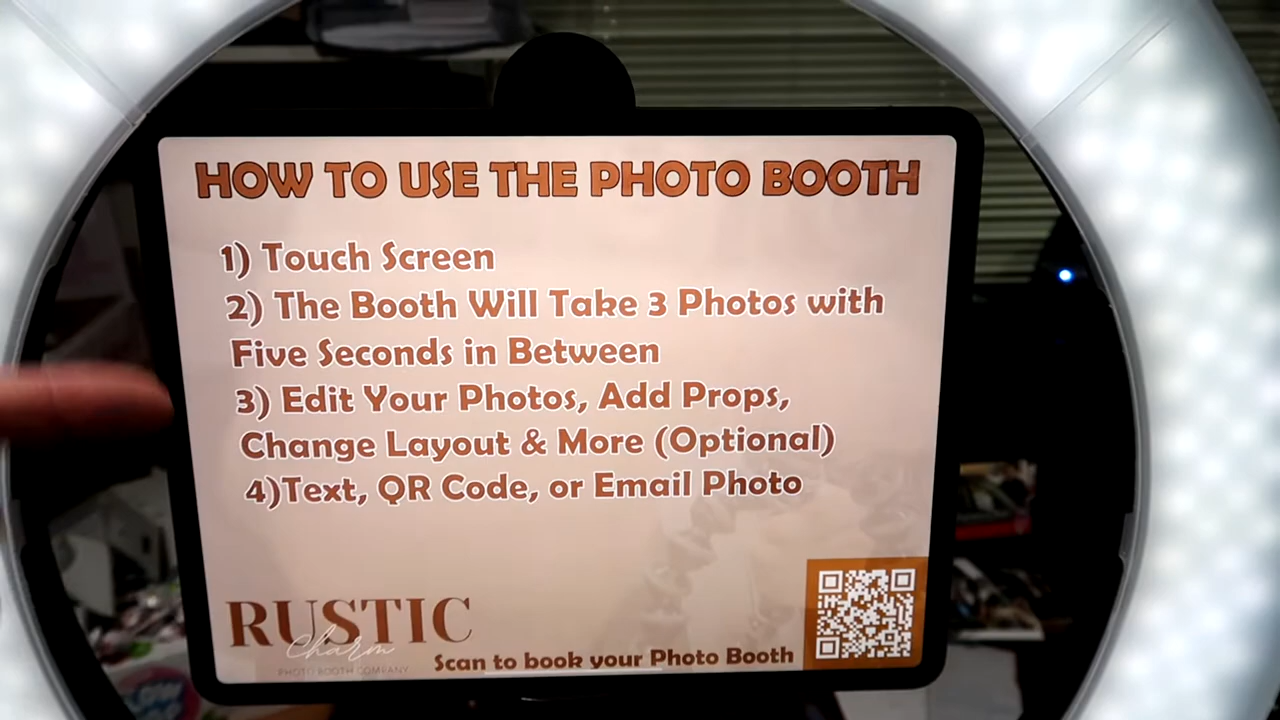 HOW TO USE THE PHOTO BOOTH
1) Touch Screen
2) The Booth Will Take 3 Photos with
Five Seconds in Between
3) Edit Your Photos, Add Props,
Change Layout & More (Optional)
4)Text, QR Code, or Email Photo
RUSTIC
Charm
PHOTO BOOTH COMPANY
Scan to book your Photo Booth